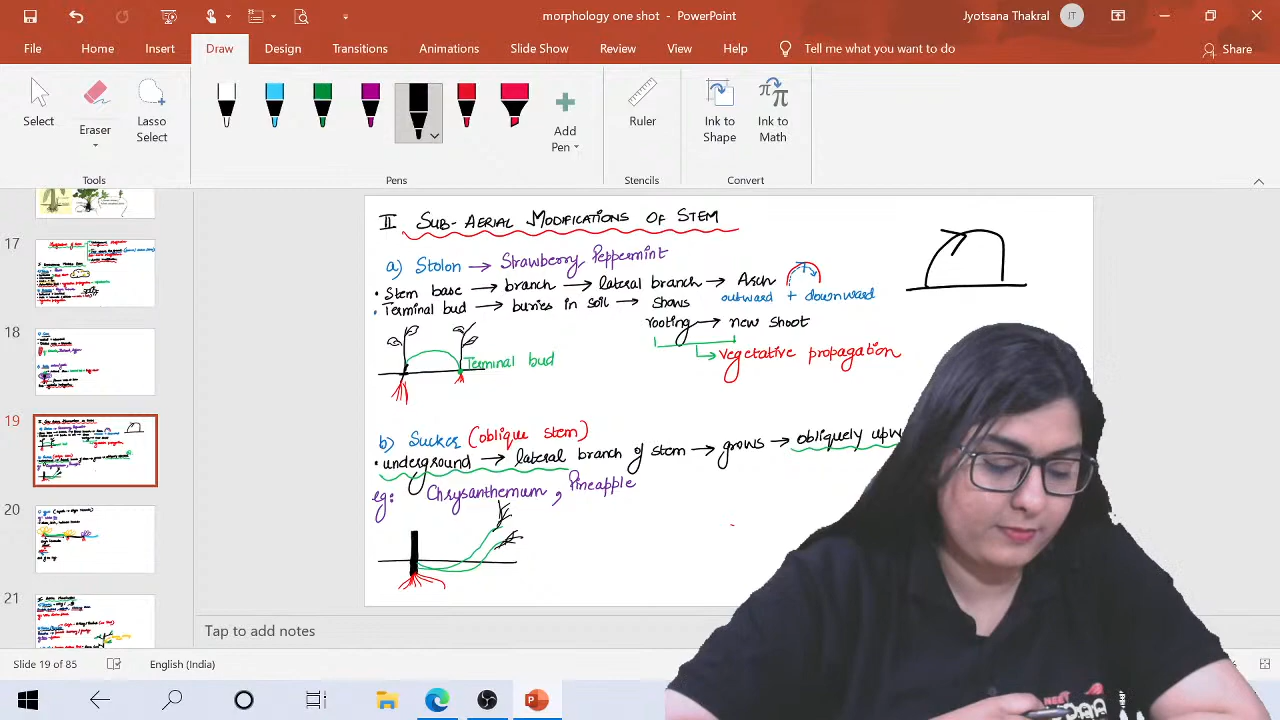 morphology one shot - PowerPoint
Jyotsana Thakral JT
File Home Insert Draw Design Transitions Animations Slide Show Review View Help Tell me what you want to do Share
Select Eraser Lasso Select Add Pen Ruler Ink to Shape Ink to Math
Tools Pens Stencils Convert
II SUB-AERIAL MODIFICATIONS OF STEM
a) Stolon → Strawberry, Peppermint
• Stem base → branch → lateral branch → Arch
outward + downward
• Terminal bud → buries in soil → shows
rooting → new shoot
vegetative propagation
Terminal bud
b) Sucker (oblique stem)
• underground → lateral branch of stem → grows → obliquely upw
eg: Chrysanthemum, Pineapple
17
18
19
20
21
Tap to add notes
Slide 19 of 85 English (India)
NEET